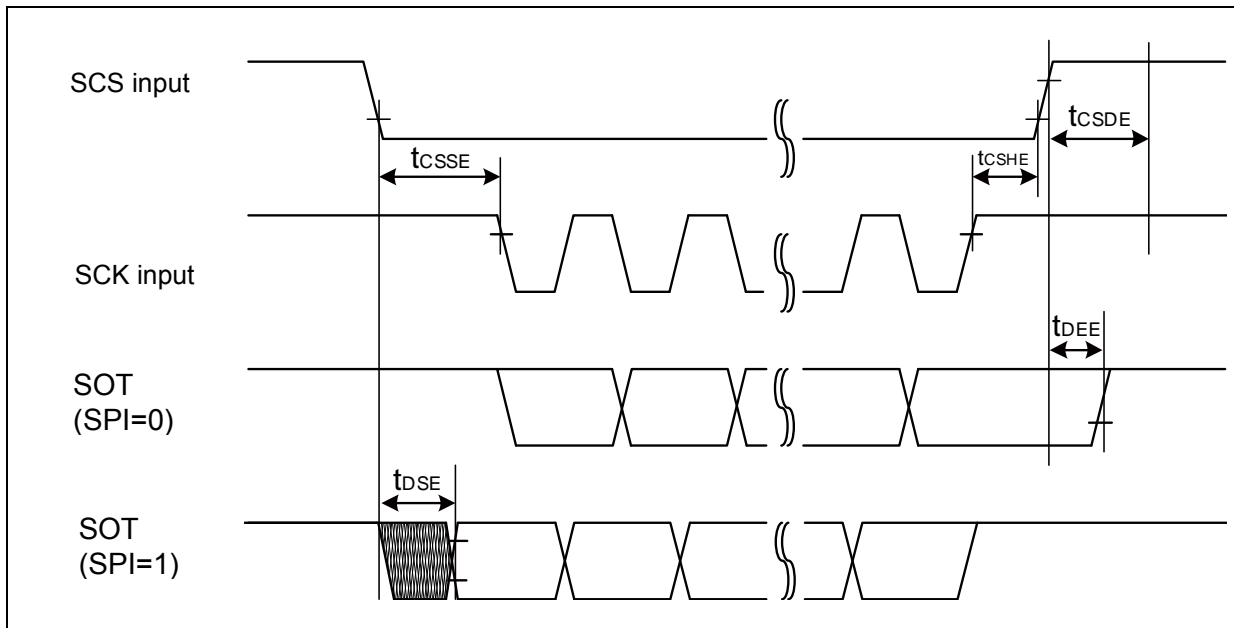 SCS input
tCSDE
tCSSE
tCSHE
SCK input
tDEE
SOT
(SPI=0)
tDSE
SOT
(SPI=1)